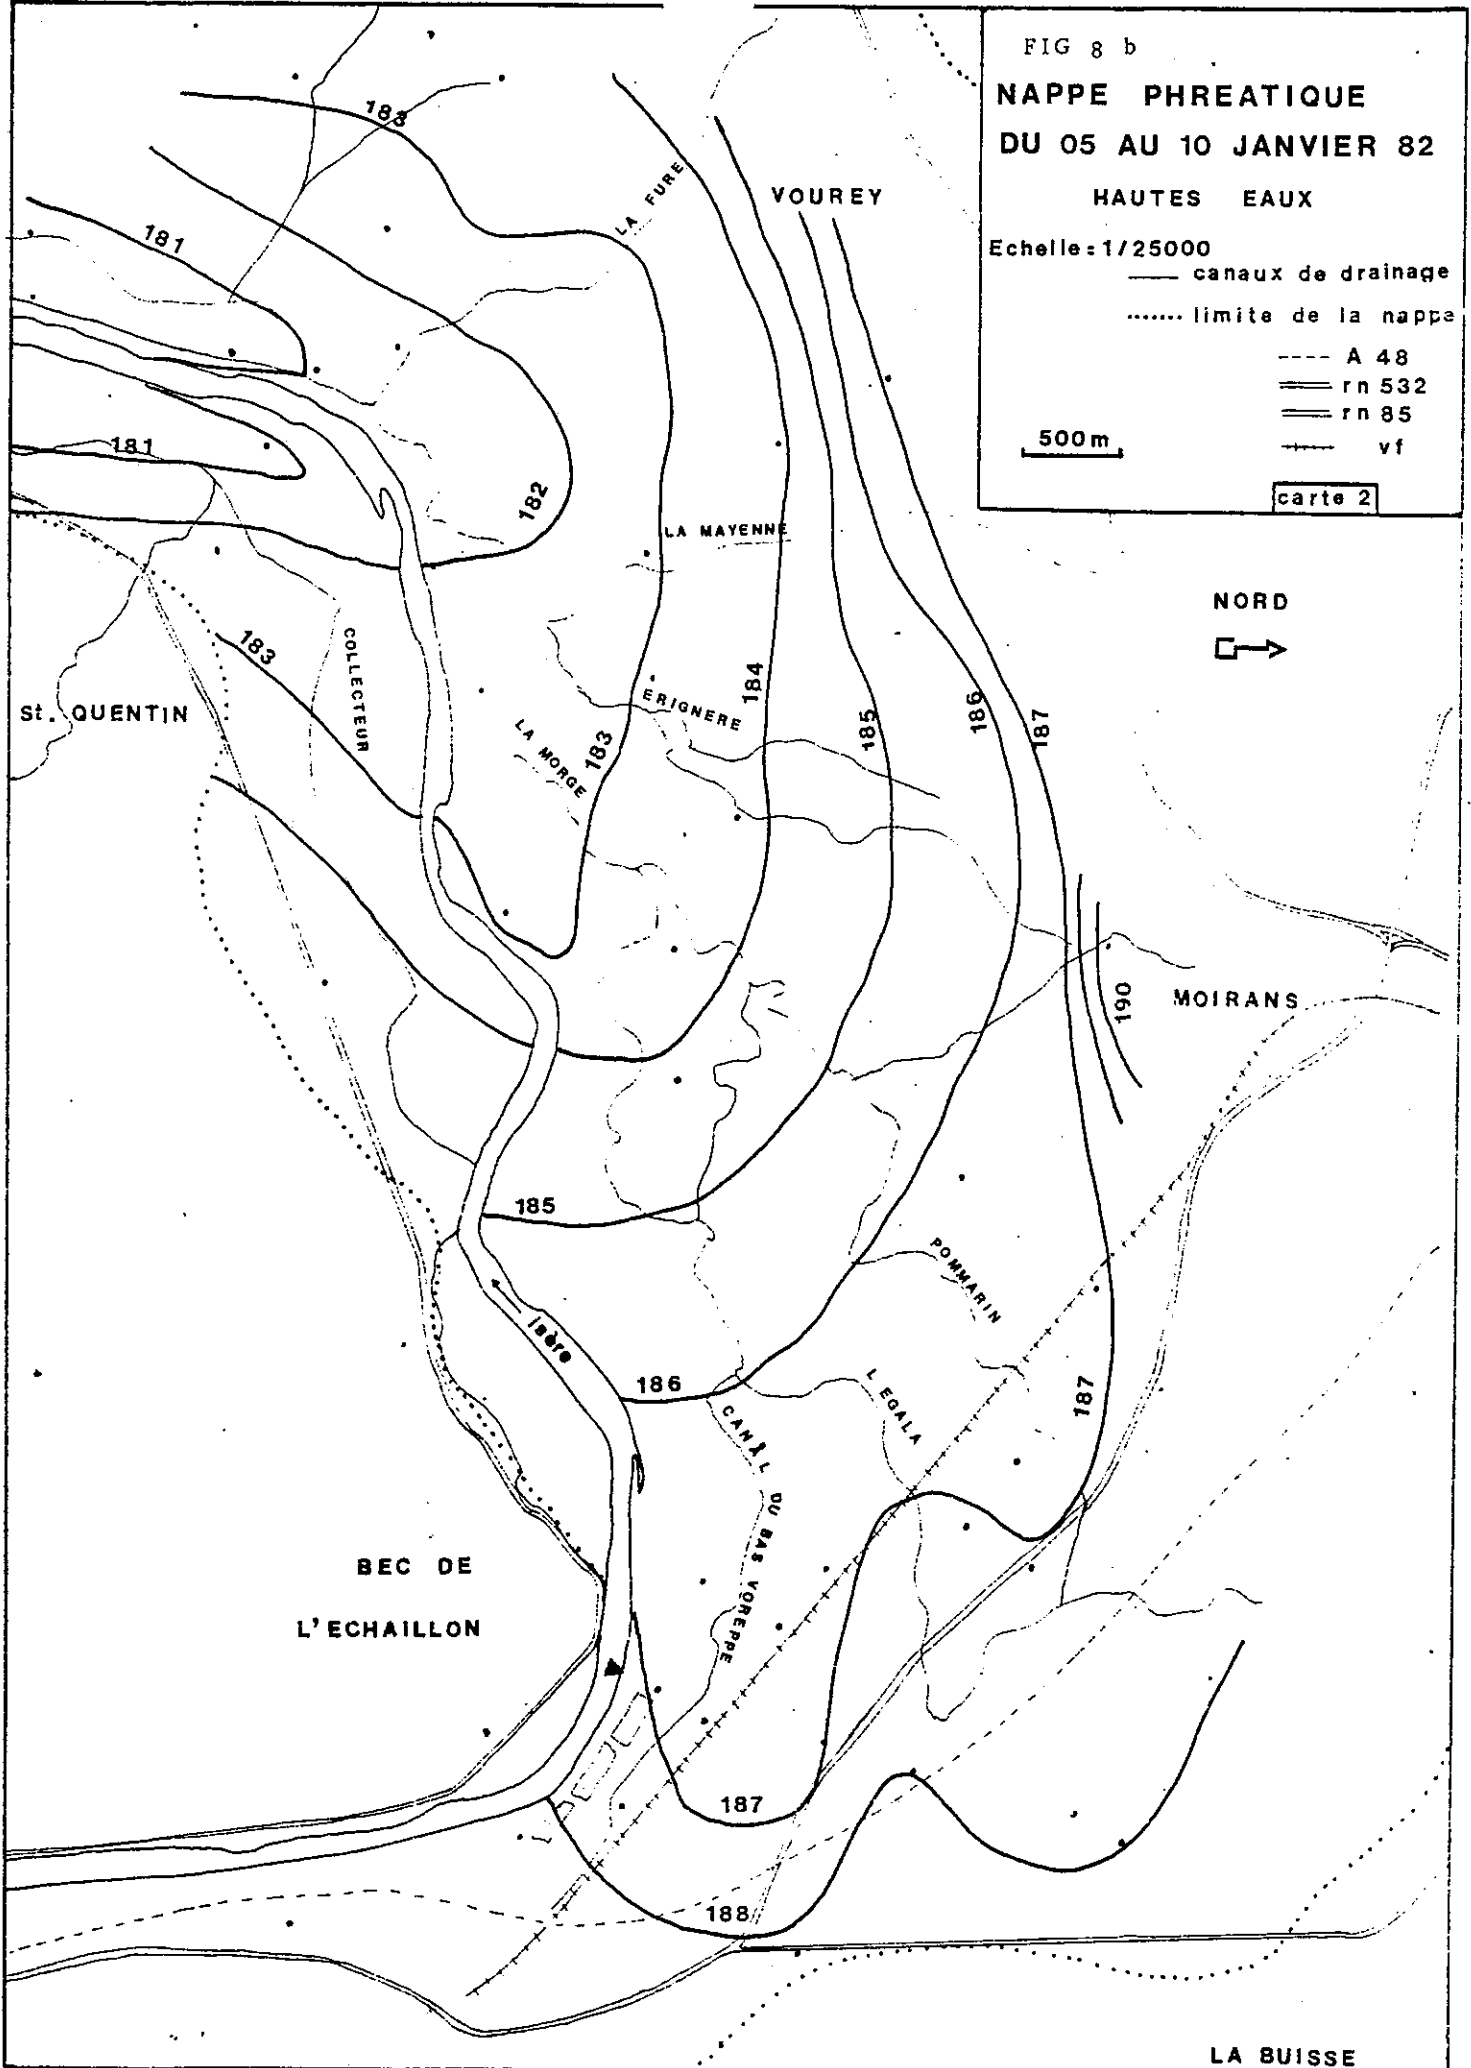 FIG 8 b
NAPPE PHREATIQUE
DU 05 AU 10 JANVIER 82
HAUTES EAUX
Echelle: 1/25000
canaux de drainage
limite de la nappe
A 48
rn 532
rn 85
vf
500m
carte 2
NORD
183
LA FURE
VOUREY
181
181
182
LA MAYENNE
183
COLLECTEUR
St. QUENTIN
ERIGNERE
LA MORGE
183
184
185
186
187
190
MOIRANS
185
POMMARIN
Isère
186
L EGALA
187
CANAL DU BAS VOREPPE
BEC DE
L'ECHAILLON
187
188
LA BUISSE